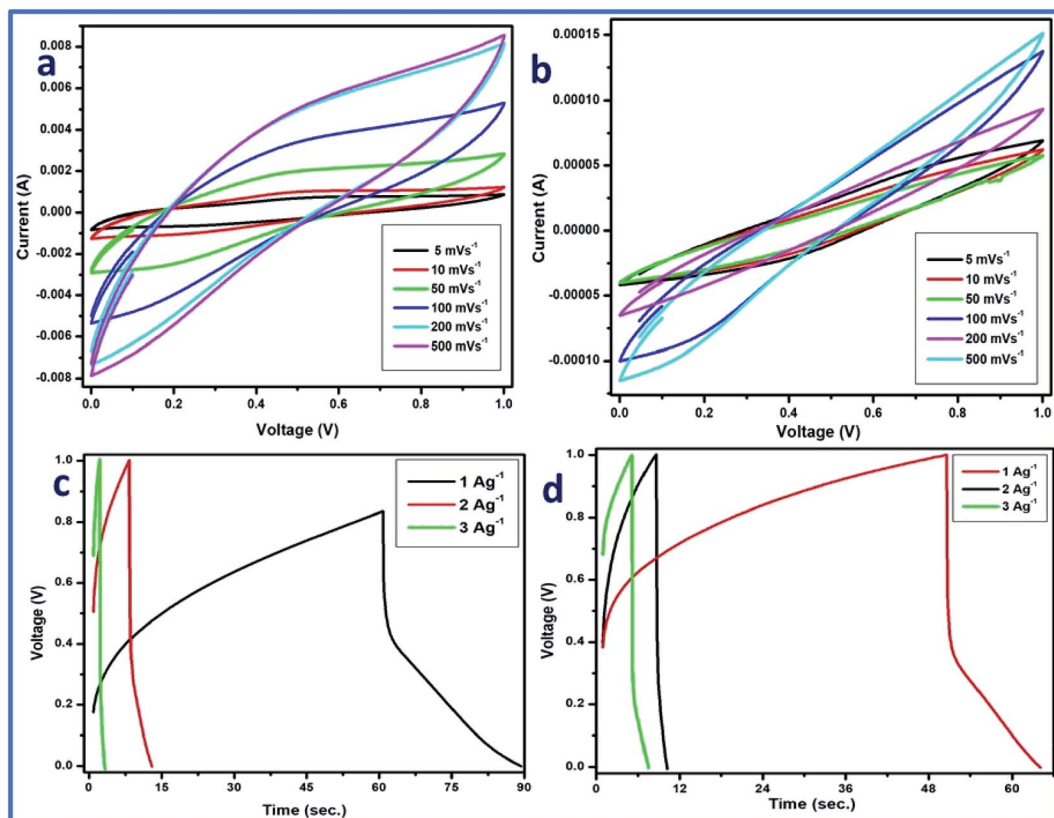 a
0.008
0.006
0.004
0.002
0.000
-0.002
-0.004
-0.006
-0.008
Current (A)
0.0 0.2 0.4 0.6 0.8 1.0
Voltage (V)
5 mVs⁻¹
10 mVs⁻¹
50 mVs⁻¹
100 mVs⁻¹
200 mVs⁻¹
500 mVs⁻¹
b
0.00015
0.00010
0.00005
0.00000
-0.00005
-0.00010
Current (A)
0.0 0.2 0.4 0.6 0.8 1.0
Voltage (V)
5 mVs⁻¹
10 mVs⁻¹
50 mVs⁻¹
100 mVs⁻¹
200 mVs⁻¹
500 mVs⁻¹
c
1.0
0.8
0.6
0.4
0.2
0.0
Voltage (V)
0 15 30 45 60 75 90
Time (sec.)
1 Ag⁻¹
2 Ag⁻¹
3 Ag⁻¹
d
1.0
0.8
0.6
0.4
0.2
0.0
Voltage (V)
0 12 24 36 48 60
Time (sec.)
1 Ag⁻¹
2 Ag⁻¹
3 Ag⁻¹